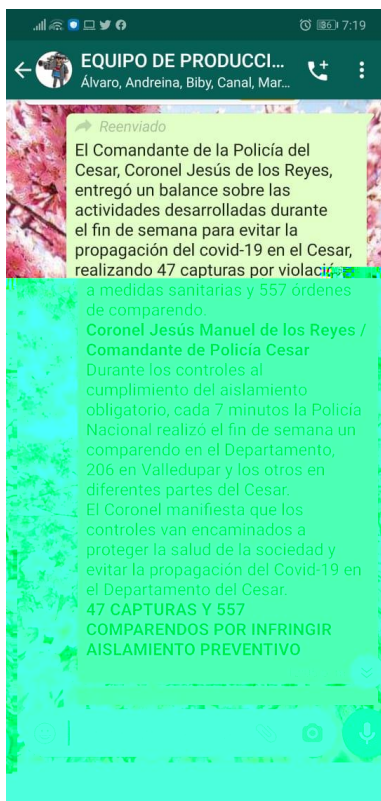 36 7:19
EQUIPO DE PRODUCCI...
Álvaro, Andreina, Biby, Canal, Mar...
Reenviado
El Comandante de la Policía del
Cesar, Coronel Jesús de los Reyes,
entregó un balance sobre las
actividades desarrolladas durante
el fin de semana para evitar la
propagación del covid-19 en el Cesar,
realizando 47 capturas por violación
a medidas sanitarias y 557 órdenes
de comparendo.
Coronel Jesús Manuel de los Reyes /
Comandante de Policía Cesar
Durante los controles al
cumplimiento del aislamiento
obligatorio, cada 7 minutos la Policía
Nacional realizó el fin de semana un
comparendo en el Departamento,
206 en Valledupar y los otros en
diferentes partes del Cesar.
El Coronel manifiesta que los
controles van encaminados a
proteger la salud de la sociedad y
evitar la propagación del Covid-19 en
el Departamento del Cesar.
47 CAPTURAS Y 557
COMPARENDOS POR INFRINGIR
AISLAMIENTO PREVENTIVO